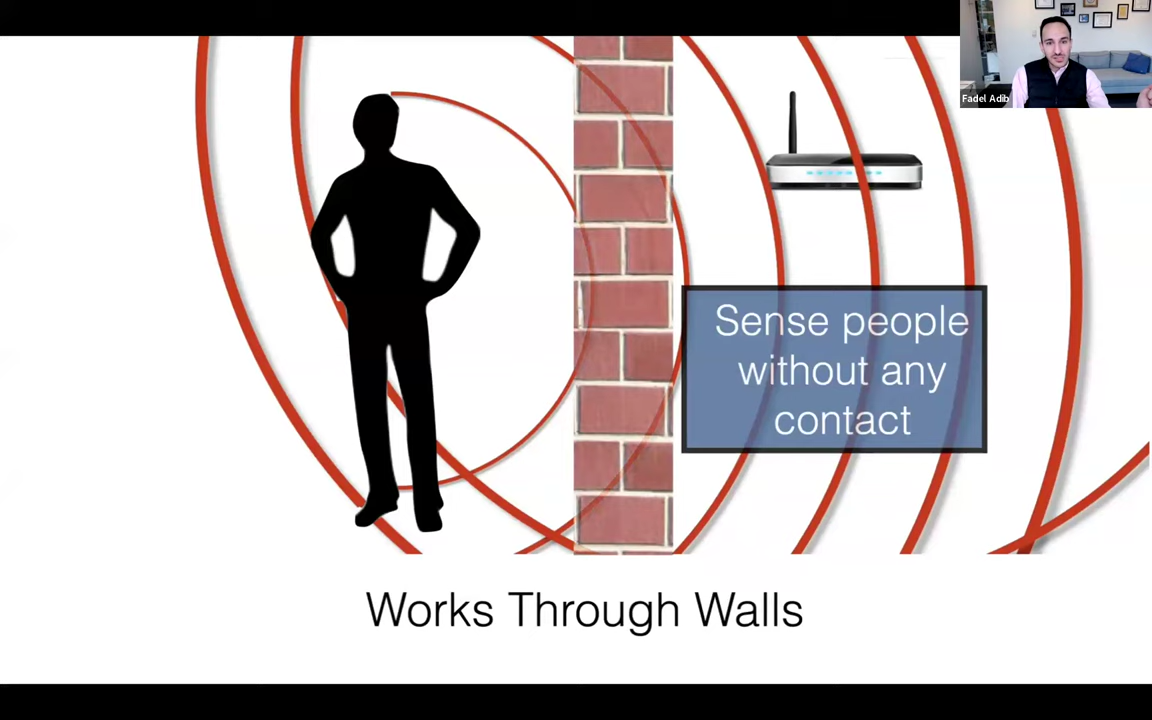 Fadel Adib
Sense people
without any
contact
Works Through Walls